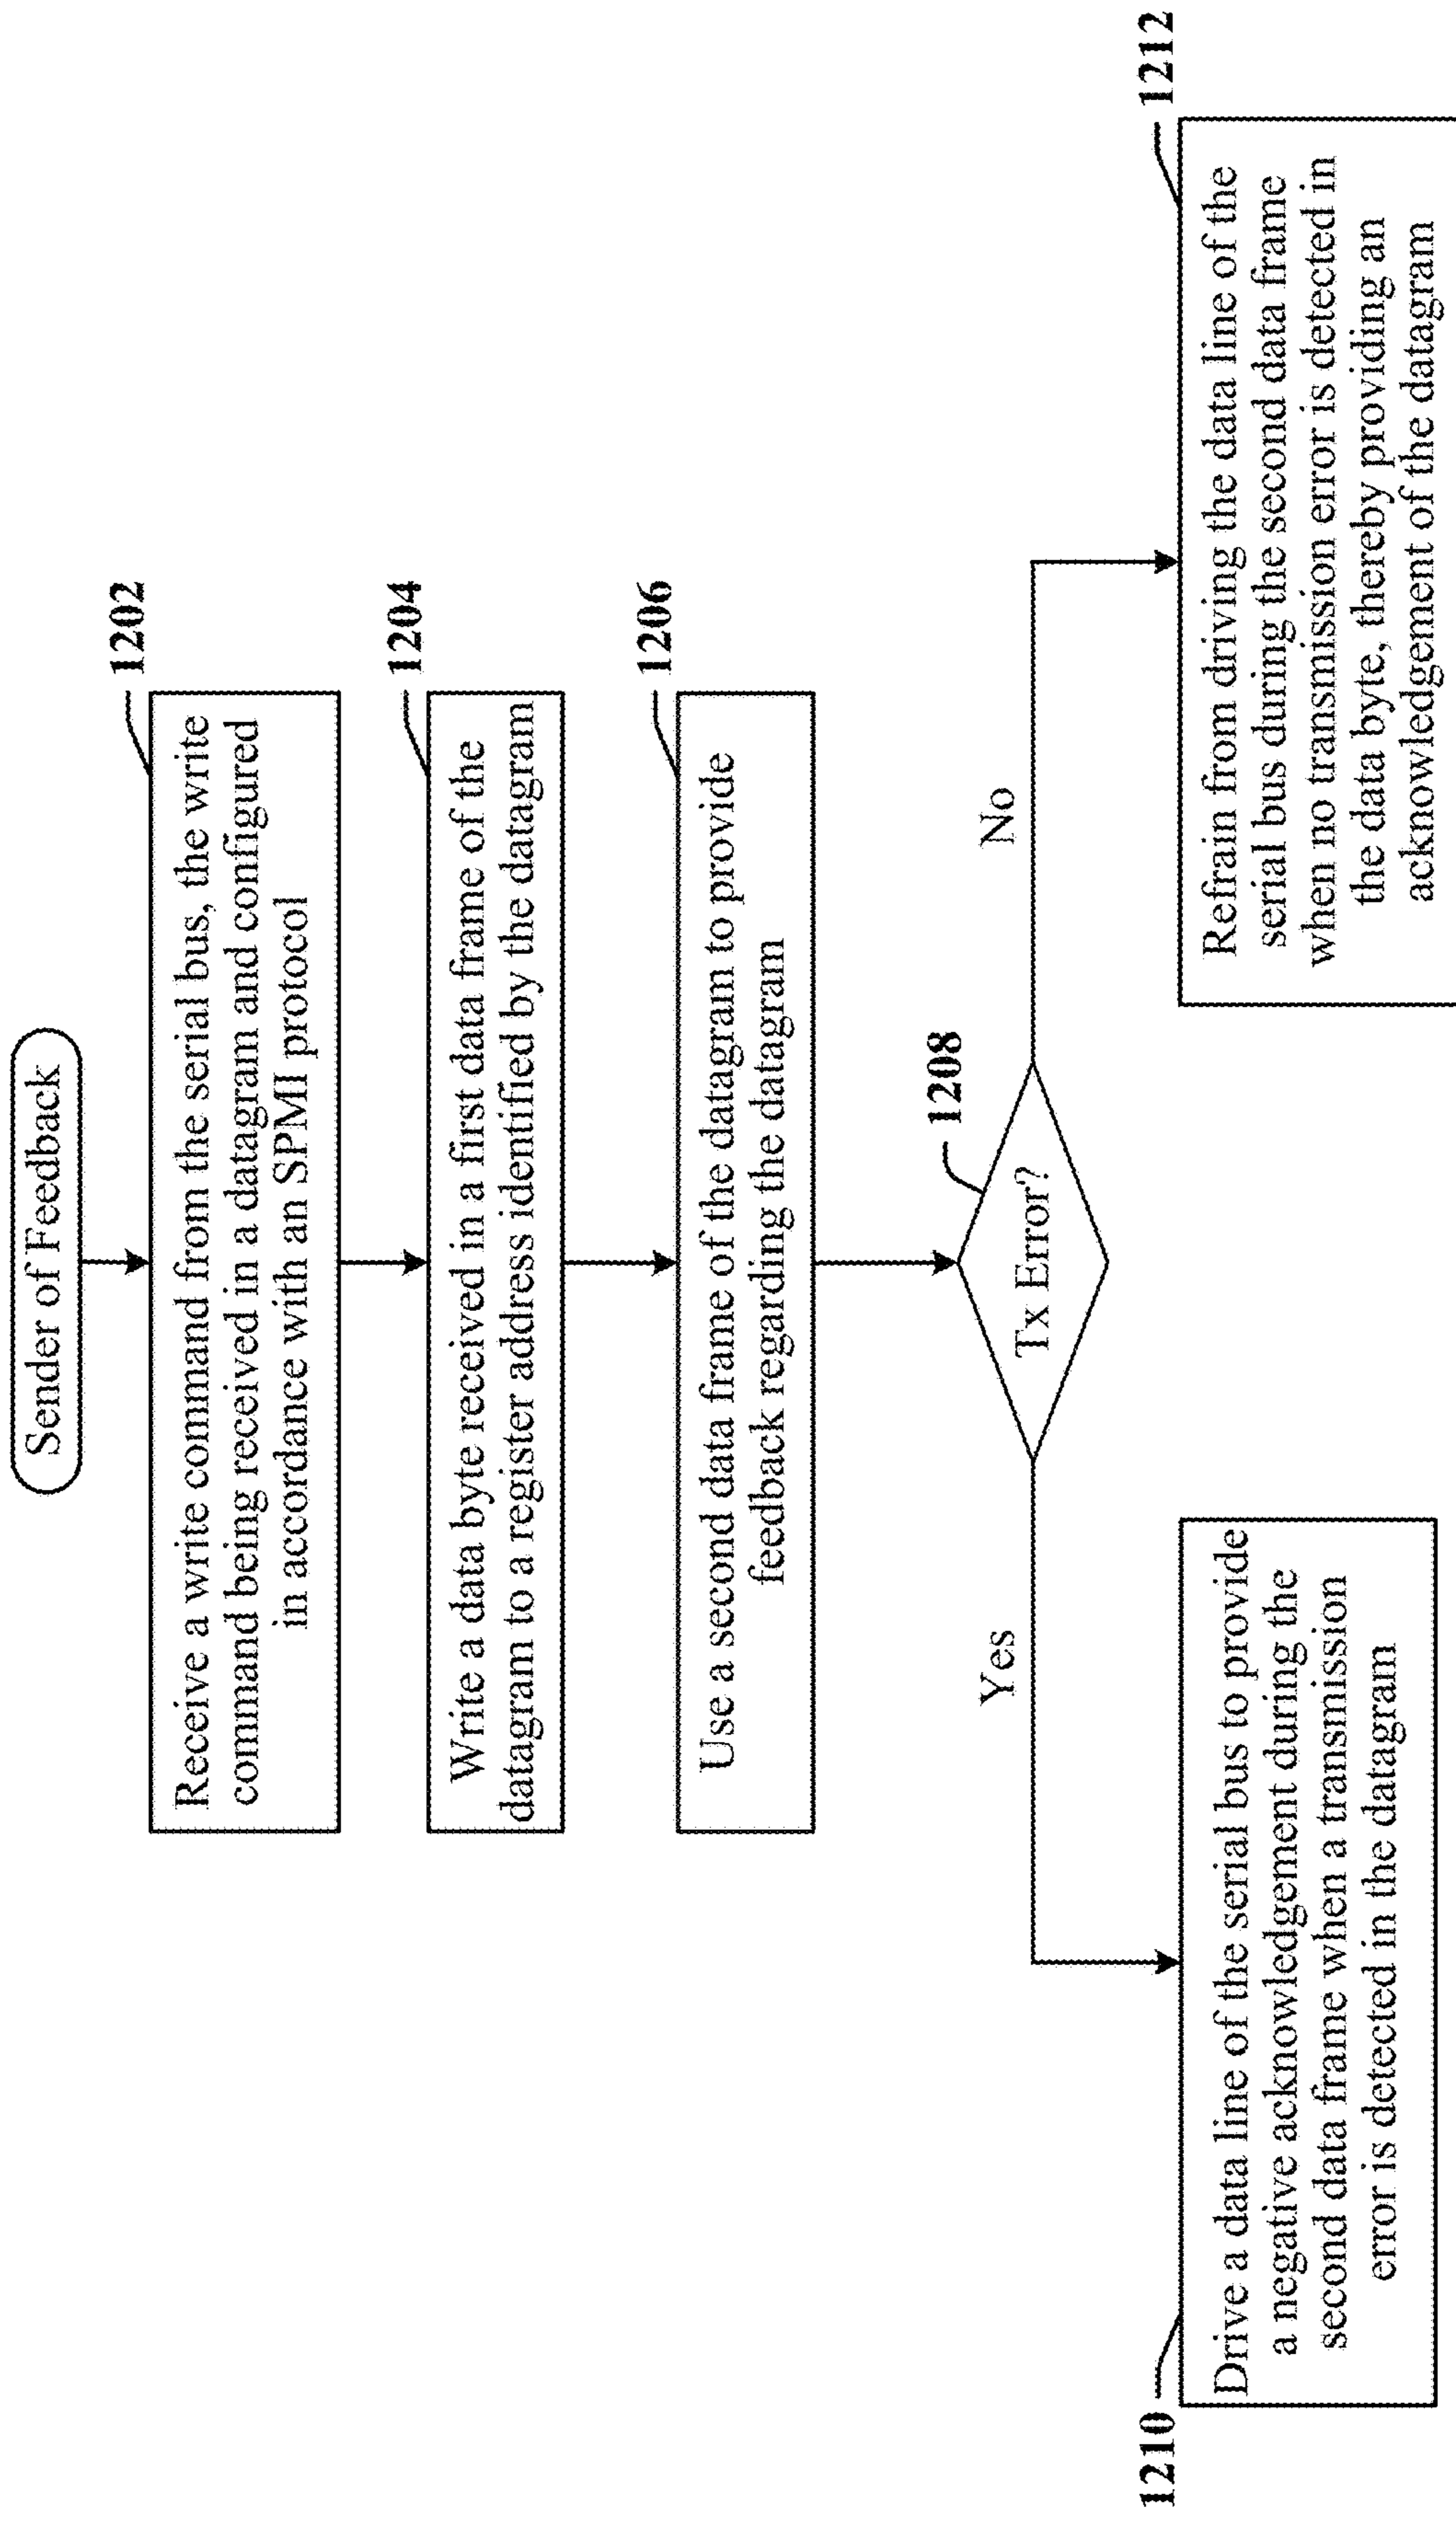 Sender of Feedback
1202
Receive a write command from the serial bus, the write
command being received in a datagram and configured
in accordance with an SPMI protocol
1204
Write a data byte received in a first data frame of the
datagram to a register address identified by the datagram
1206
Use a second data frame of the datagram to provide
feedback regarding the datagram
1208
Tx Error?
Yes
No
1210
Drive a data line of the serial bus to provide
a negative acknowledgement during the
second data frame when a transmission
error is detected in the datagram
1212
Refrain from driving the data line of the
serial bus during the second data frame
when no transmission error is detected in
the data byte, thereby providing an
acknowledgement of the datagram